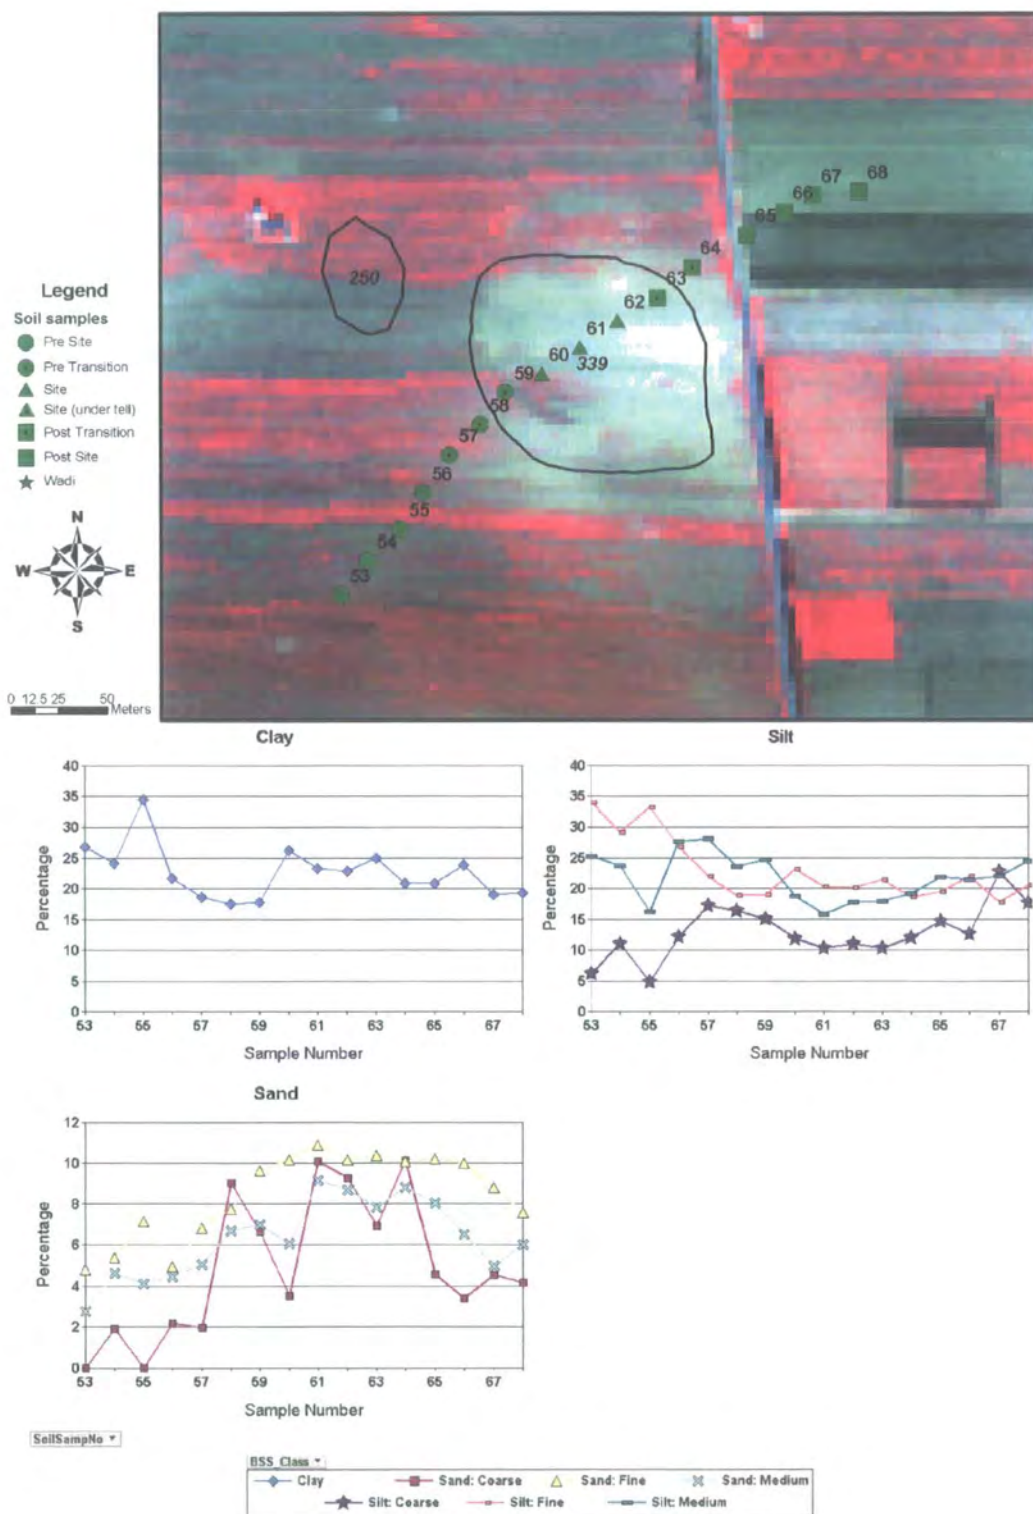 68
67
66
65
64
250
63
62
61
60
339
59
58
57
56
55
54
53
Legend
Soil samples
Pre Site
Pre Transition
Site
Site (under tell)
Post Transition
Post Site
Wadi
N
W E
S
0 12.5 25 50
Meters
Clay
40
35
30
25
20
15
10
5
0
Percentage
53 55 57 59 61 63 65 67
Sample Number
Silt
40
35
30
25
20
15
10
5
0
Percentage
53 55 57 59 61 63 65 67
Sample Number
Sand
12
10
8
6
4
2
0
Percentage
53 55 57 59 61 63 65 67
Sample Number
SoilSampNo
BSS_Class
Clay Sand: Coarse Sand: Fine Sand: Medium
Silt: Coarse Silt: Fine Silt: Medium